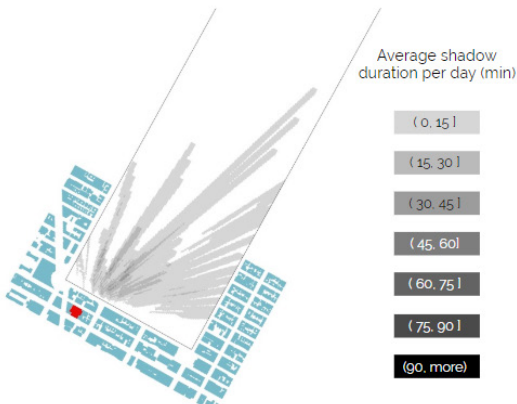 Average shadow
duration per day (min)
( 0, 15 ]
(15, 30 ]
( 30, 45 ]
(45, 60]
( 60, 75 ]
( 75, 90 ]
(90, more)